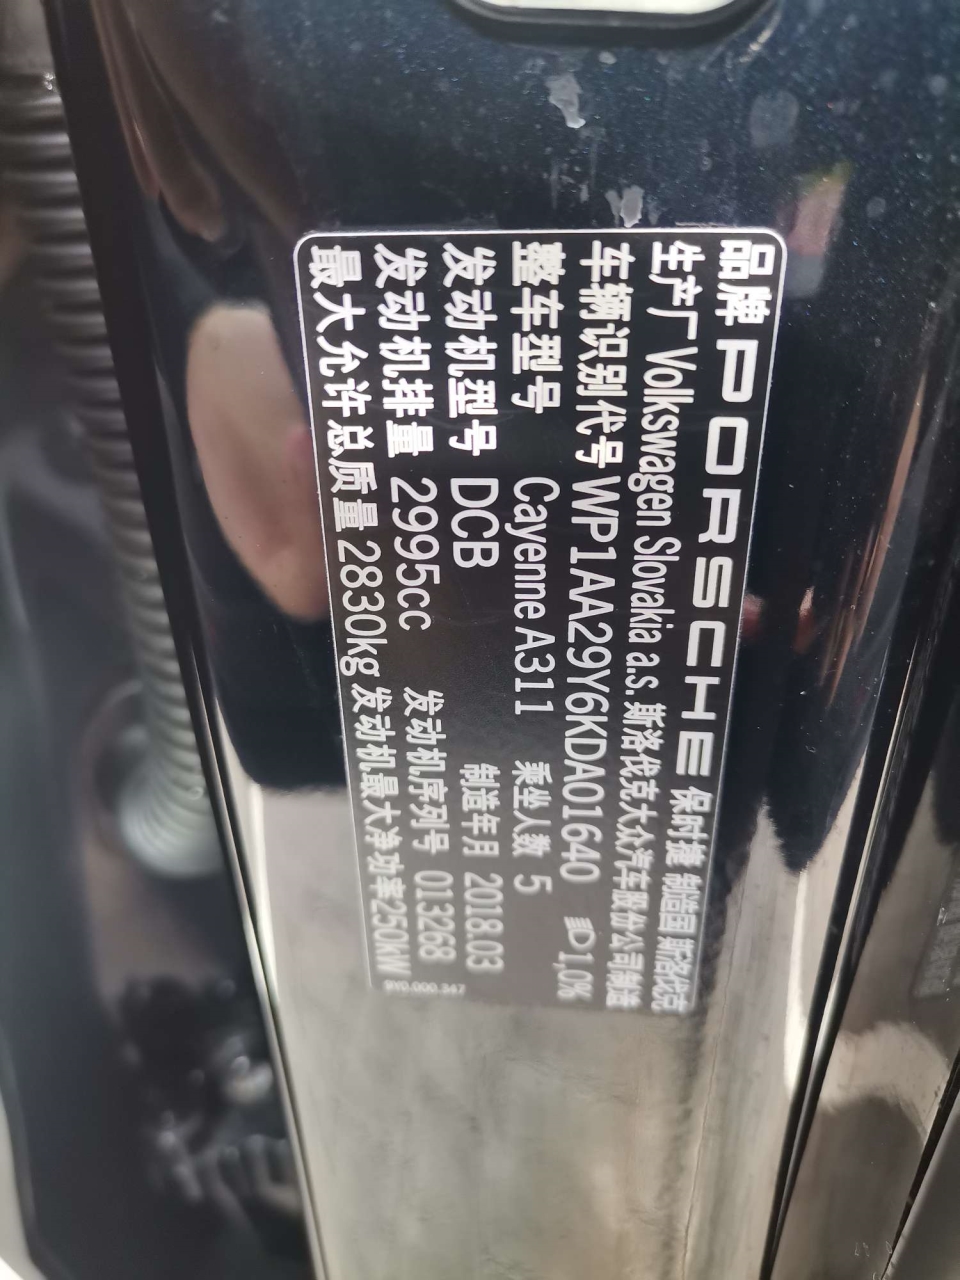 品牌 PORSCHE 保时捷 制造国 斯洛伐克
生产厂 Volkswagen Slovakia a.s. 斯洛伐克大众汽车股份公司制造
车辆识别代号 WP1AA29Y6KDA01640 D1,0%
整车型号 Cayenne A311 乘坐人数 5
发动机型号 DCB 制造年月 2018.03
发动机排量 2995cc 发动机序列号 013268
最大允许总质量 2830kg 发动机最大净功率250kW
9Y0.000.347